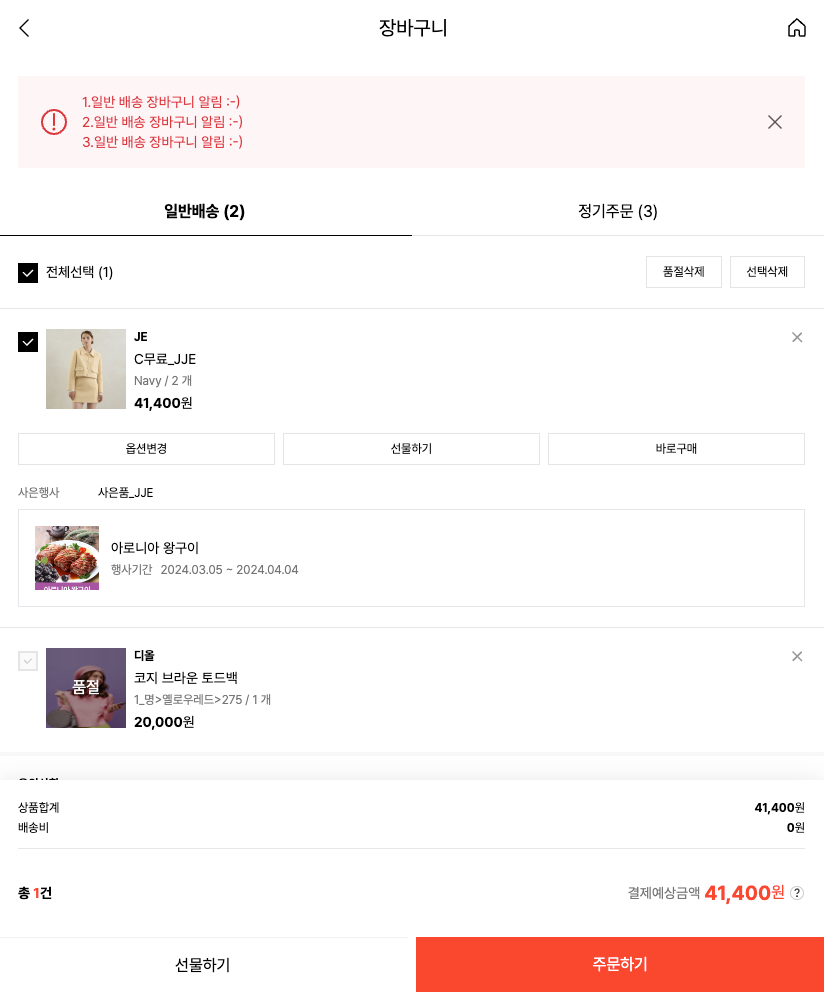 장바구니
1.일반 배송 장바구니 알림 :-)
2.일반 배송 장바구니 알림 :-)
3.일반 배송 장바구니 알림 :-)
일반배송 (2)
정기주문 (3)
전체선택 (1)
품절삭제
선택삭제
JE
C무료_JJE
Navy / 2 개
41,400원
옵션변경
선물하기
바로구매
사은행사
사은품_JJE
아로니아 왕구이
행사기간 2024.03.05 ~ 2024.04.04
품절
디올
코지 브라운 토드백
1_명>옐로우레드>275 / 1 개
20,000원
상품합계
41,400원
배송비
0원
총 1건
결제예상금액 41,400원 ?
선물하기
주문하기